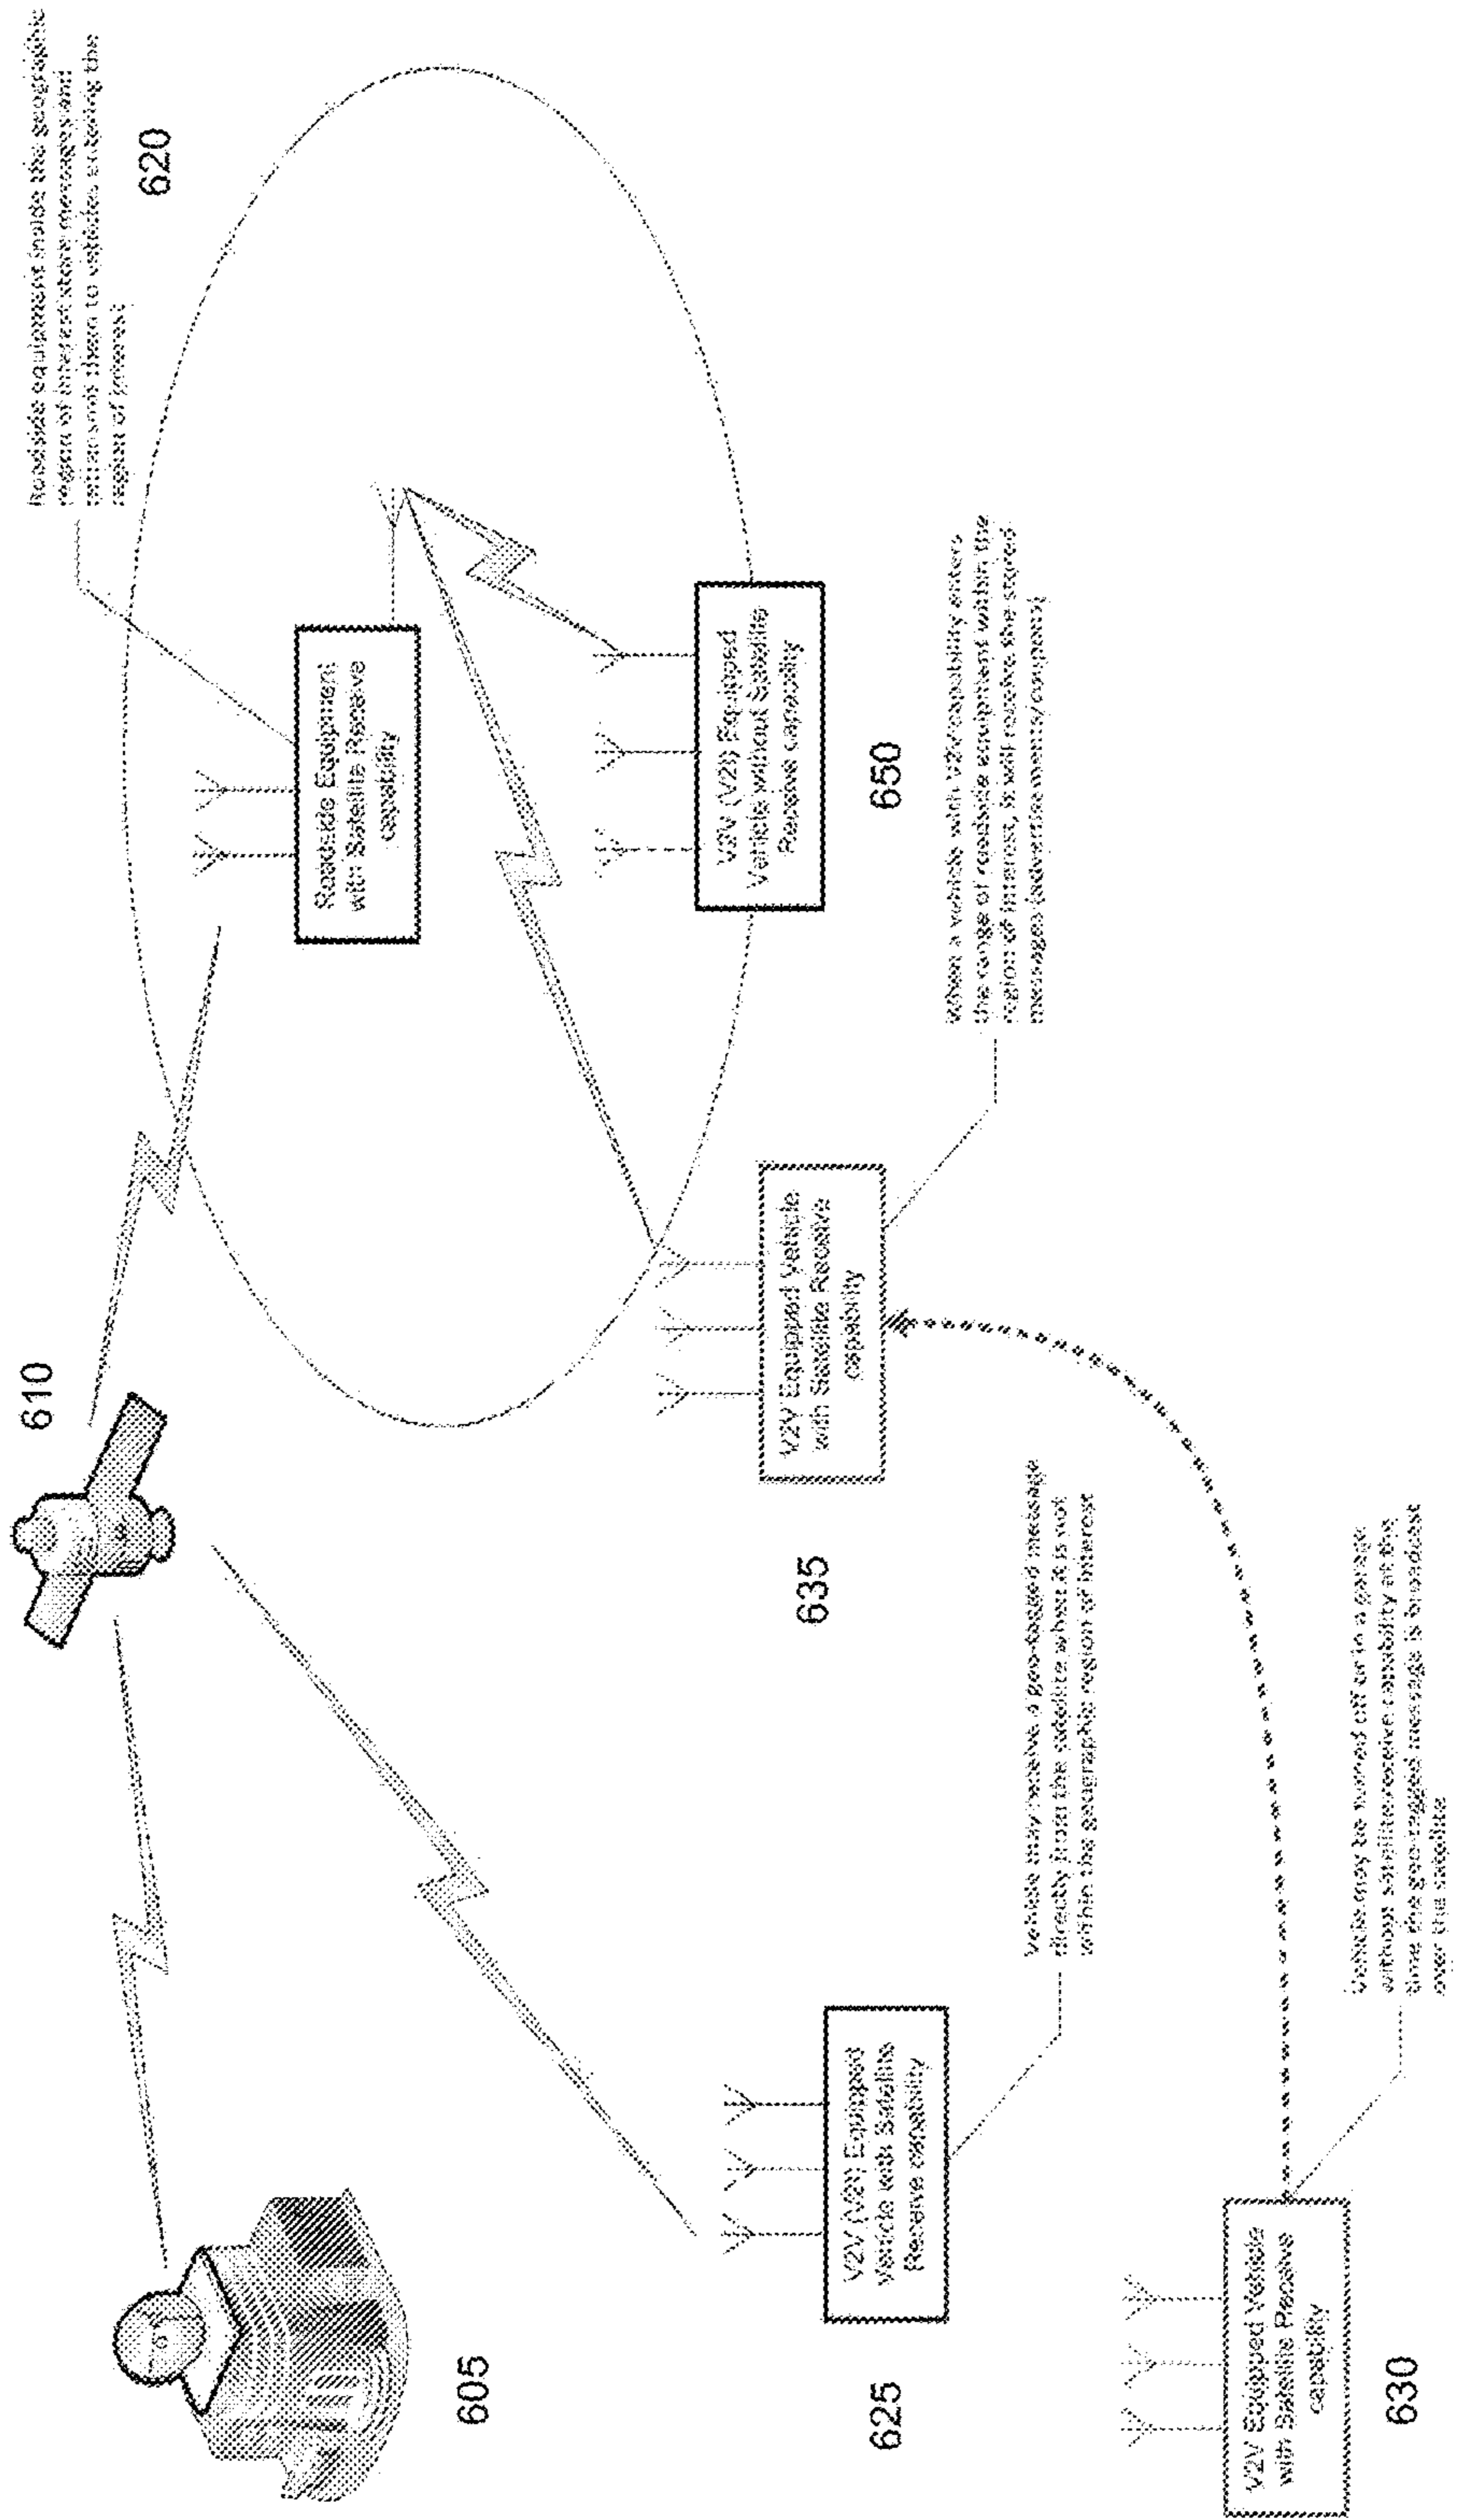 610
Roadside equipment inside the geographic
region of interest store messages and
retransmit them to vehicles entering the
region of interest
620
Roadside Equipment
with Satellite Receive
capability
V2V (V2I) Equipped
Vehicle without Satellite
Receive capability
650
When a vehicle with V2V capability enters
the range of roadside equipment within the
region of interest, it will receive the stored
messages (advertisements/coupons)
V2V Equipped Vehicle
with Satellite Receive
capability
635
605
V2V (V2I) Equipped
Vehicle with Satellite
Receive capability
625
Vehicle may receive a geo-tagged message
directly from the satellite when it is not
within the geographic region of interest
V2V Equipped Vehicle
with Satellite Receive
capability
630
Vehicle may be turned off or in a garage
without satellite receive capability at the
time the geo-tagged message is broadcast
over the satellite